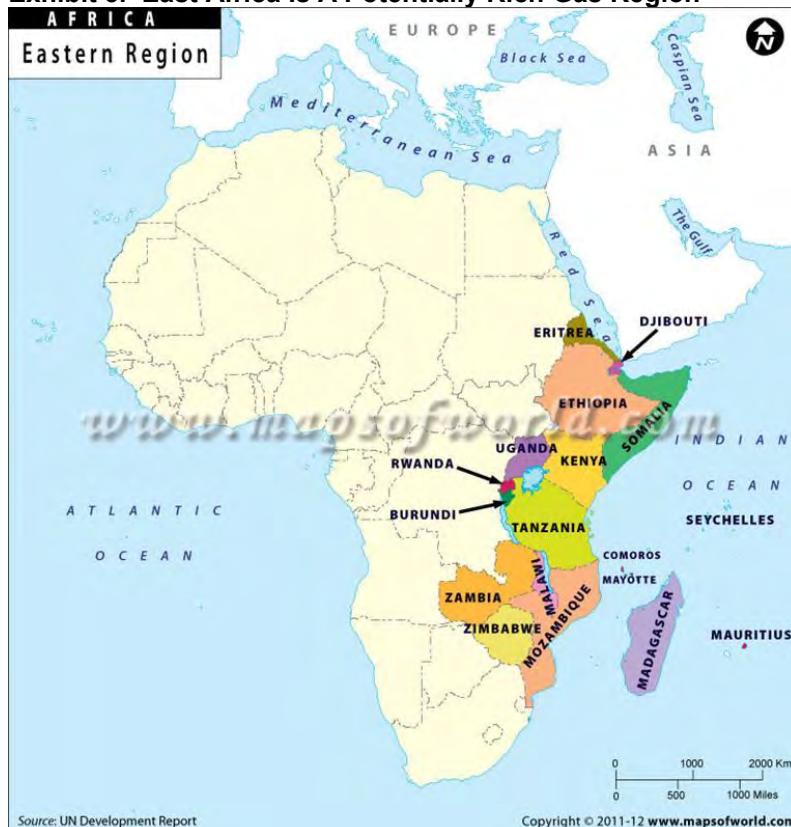 Exhibit 3. East Africa Is A Potentially Rich Gas Region
AFRICA
Eastern Region
EUROPE
Black Sea
Caspian Sea
N
Mediterranean Sea
ASIA
The Gulf
Red Sea
ERITREA
DJIBOUTI
ETHIOPIA
SOMALIA
www.mapsofworld.com
UGANDA
KENYA
RWANDA
INDIAN
OCEAN
BURUNDI
TANZANIA
SEYCHELLES
ATLANTIC
OCEAN
COMOROS
MAYOTTE
ZAMBIA
MALAWI
ZIMBABWE
MOZAMBIQUE
MADAGASCAR
MAURITIUS
0 1000 2000 Km
0 500 1000 Miles
Source: UN Development Report
Copyright © 2011-12 www.mapsofworld.com